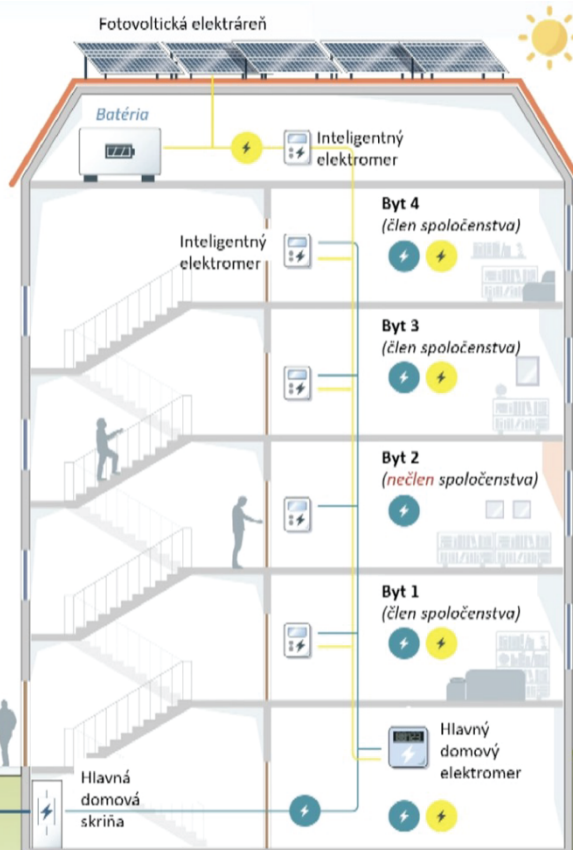 Fotovoltická elektráreň
Batéria
Inteligentný
elektromer
Byt 4
(člen spoločenstva)
Inteligentný
elektromer
Byt 3
(člen spoločenstva)
Byt 2
(nečlen spoločenstva)
Byt 1
(člen spoločenstva)
Hlavný
domový
elektromer
Hlavná
domová
skriňa